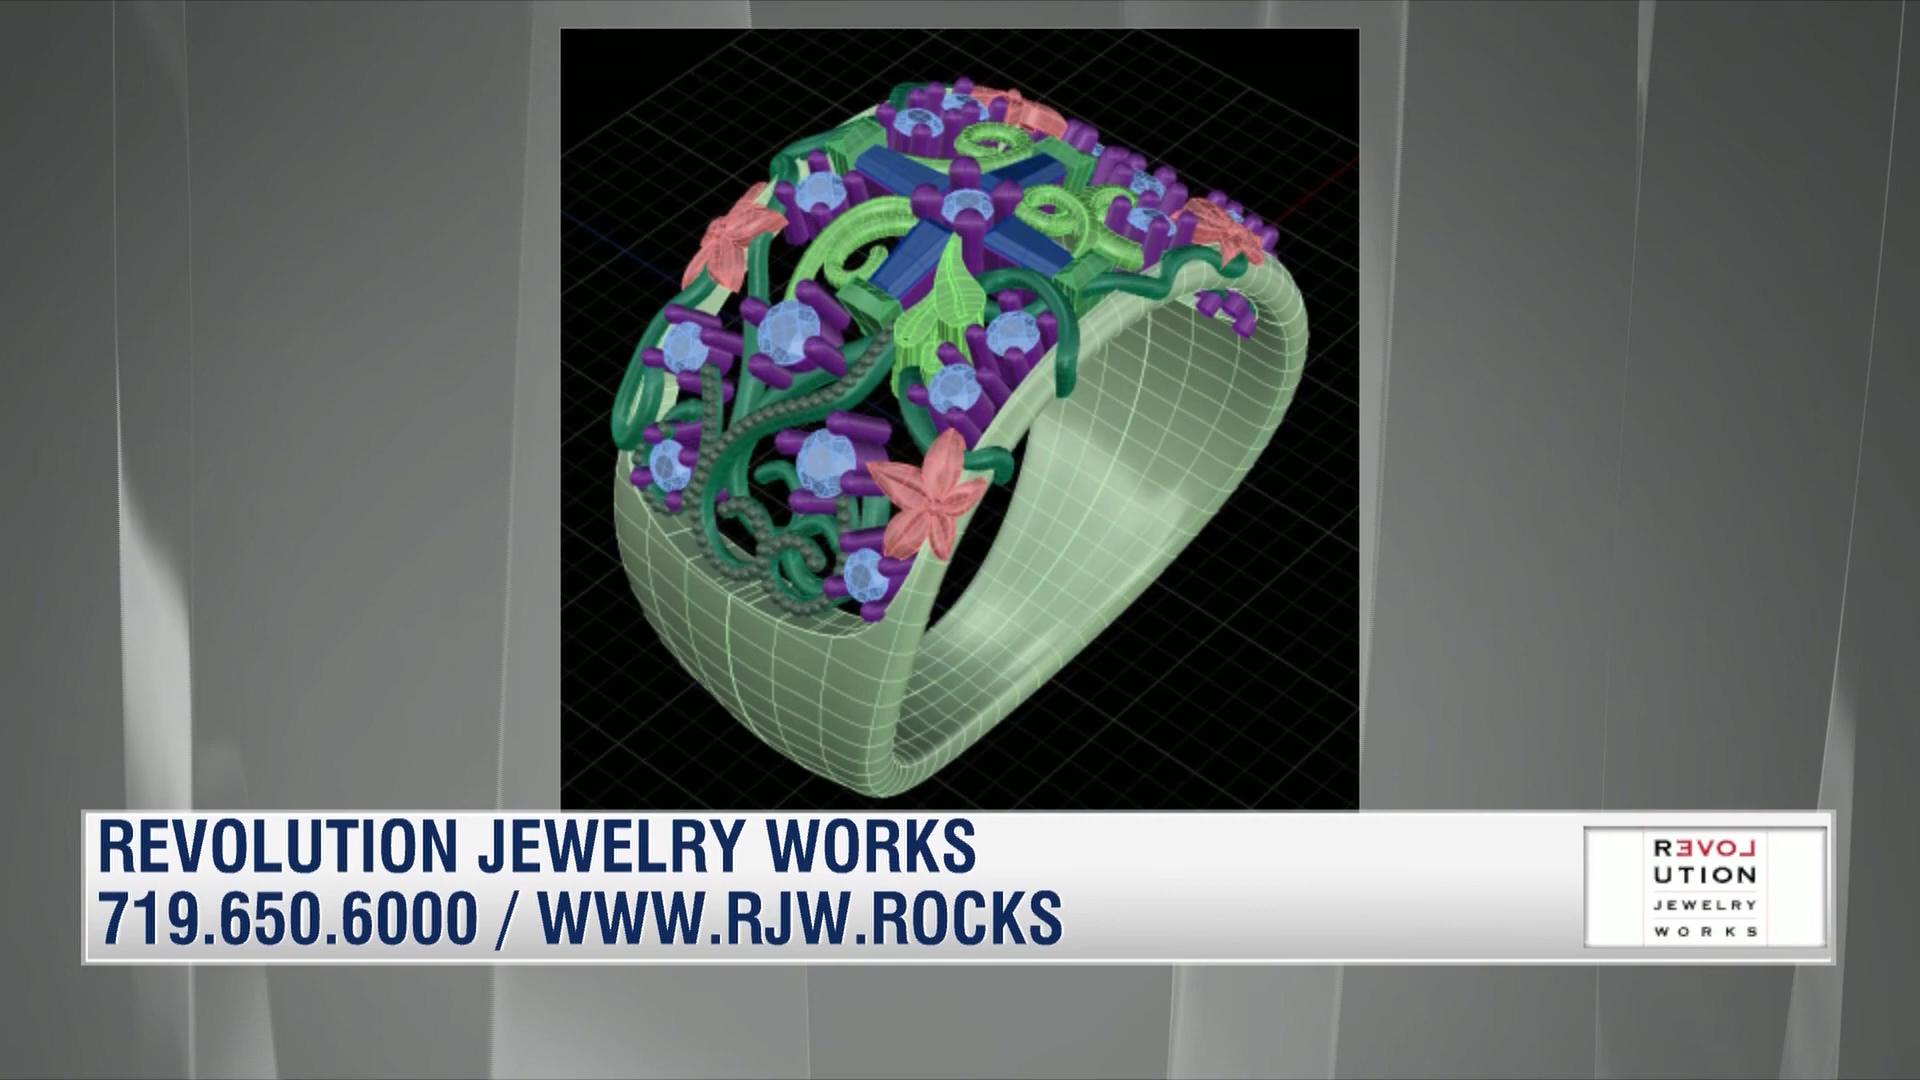 REVOLUTION JEWELRY WORKS
719.650.6000 / WWW.RJW.ROCKS
REVOL
UTION
JEWELRY
WORKS